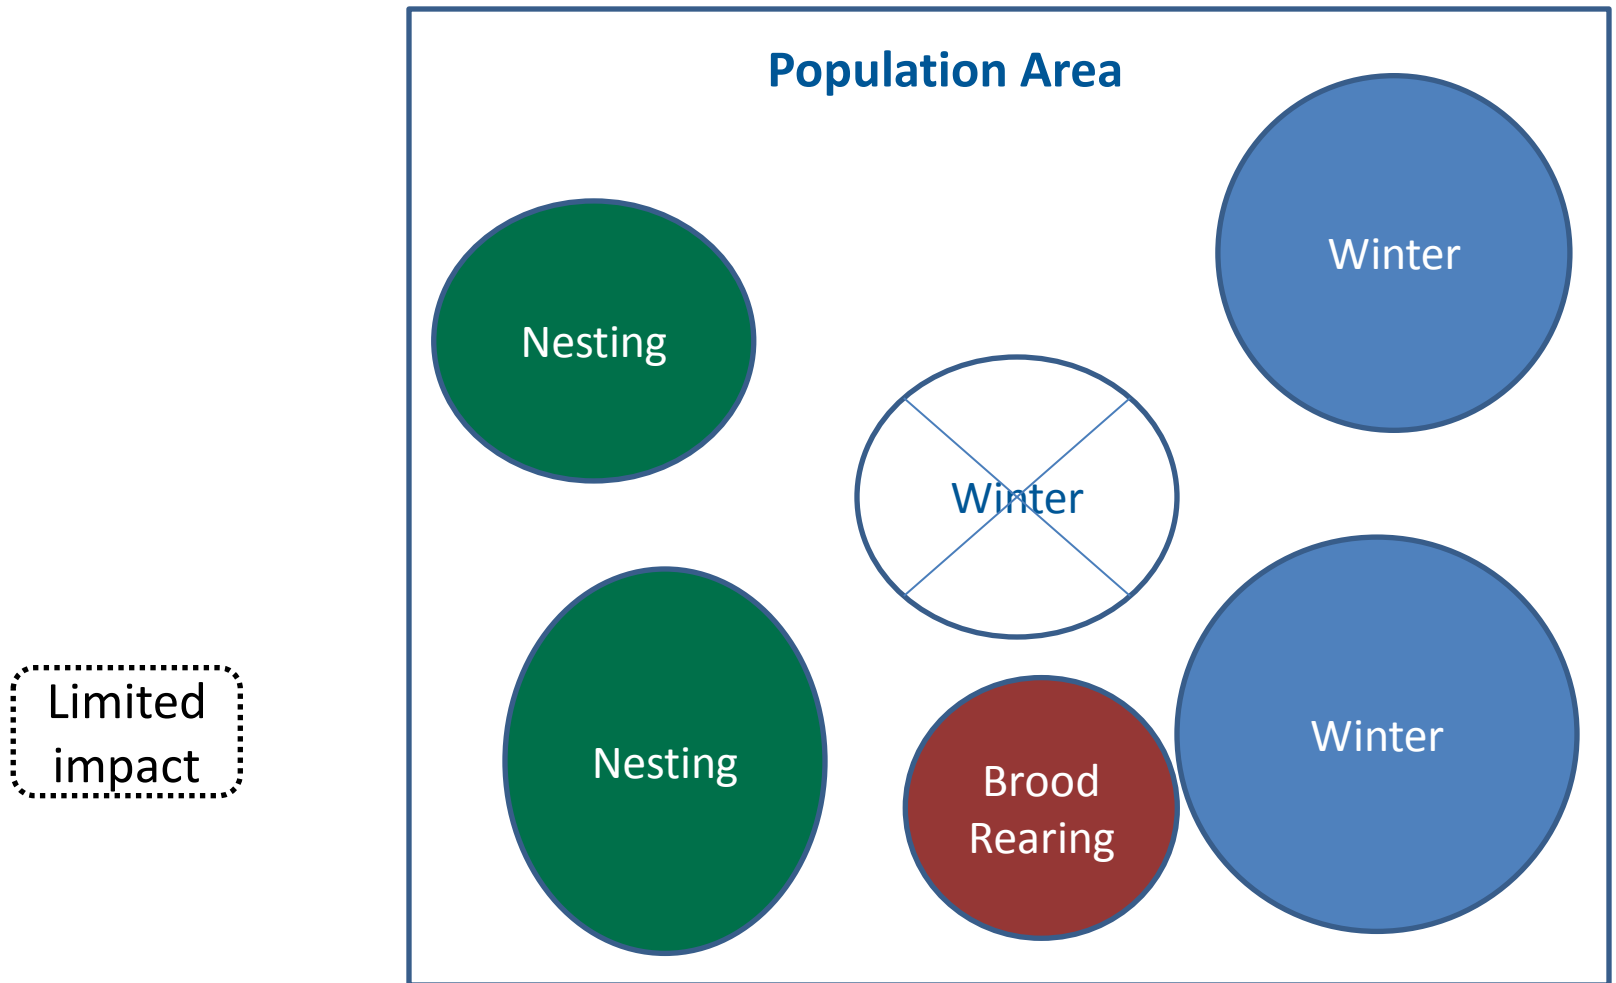 Population Area
Winter
Nesting
Winter
Limited
impact
Nesting
Brood
Rearing
Winter